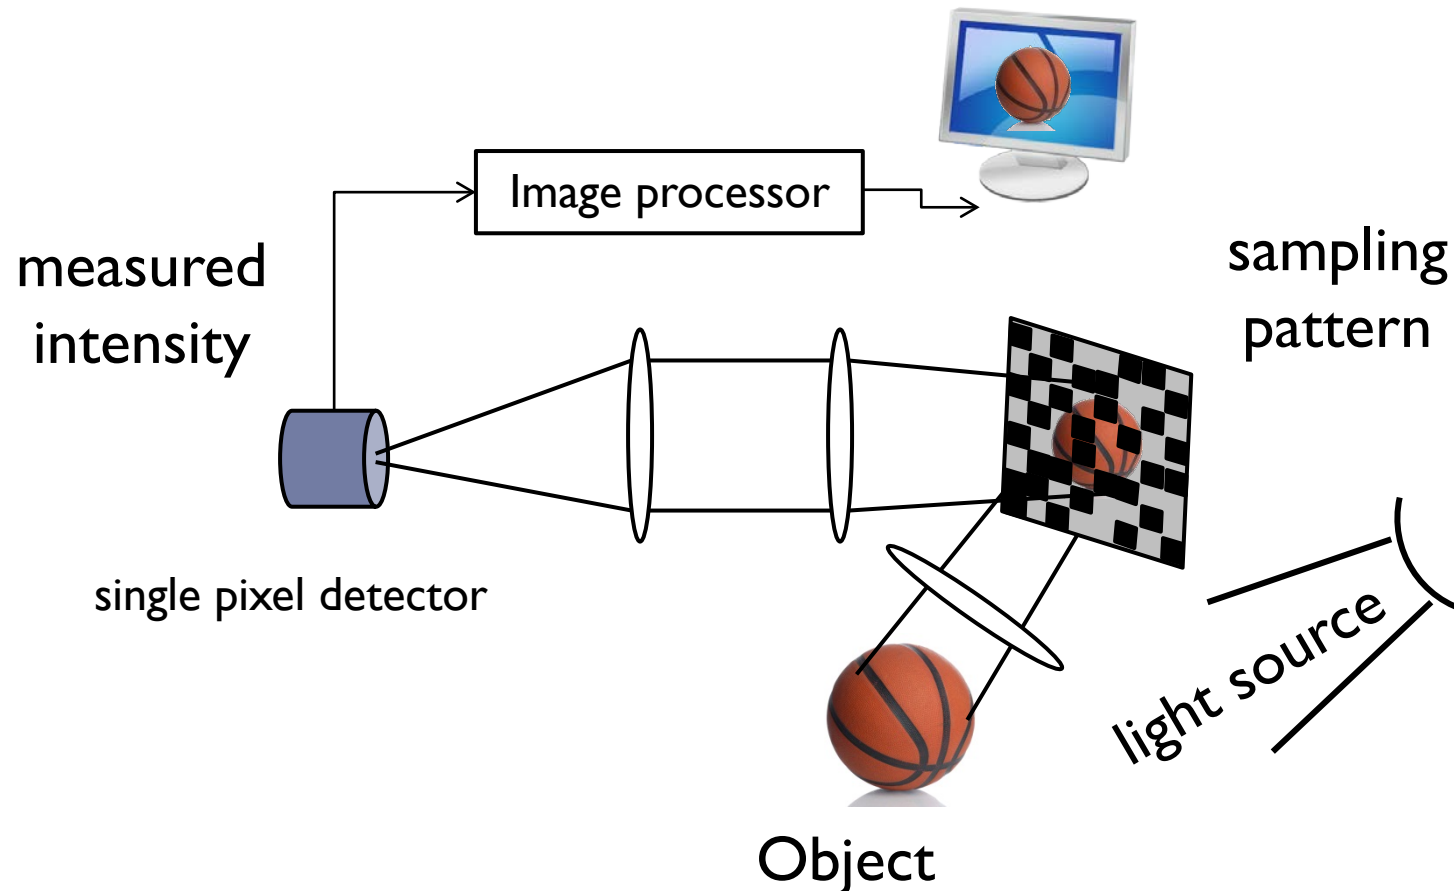 Image processor
measured
intensity
sampling
pattern
single pixel detector
light source
Object